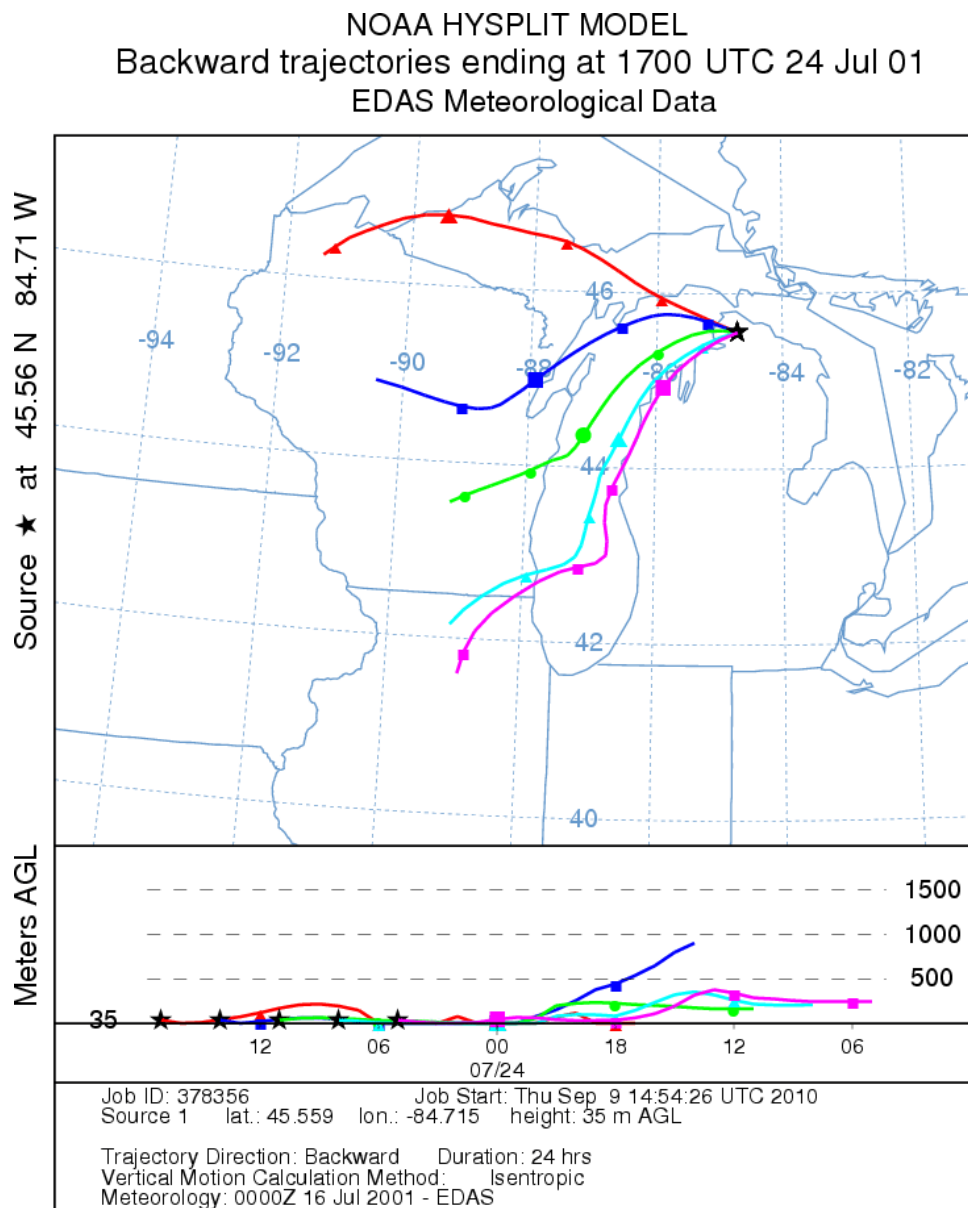 NOAA HYSPLIT MODEL
Backward trajectories ending at 1700 UTC 24 Jul 01
EDAS Meteorological Data
Source ★ at 45.56 N 84.71 W
46
-94
-92
-90
-88
-86
-84
-82
44
42
40
Meters AGL
1500
1000
500
35
12 06 00 18 12 06
07/24
Job ID: 378356 Job Start: Thu Sep 9 14:54:26 UTC 2010
Source 1 lat.: 45.559 lon.: -84.715 height: 35 m AGL
Trajectory Direction: Backward Duration: 24 hrs
Vertical Motion Calculation Method: Isentropic
Meteorology: 0000Z 16 Jul 2001 - EDAS